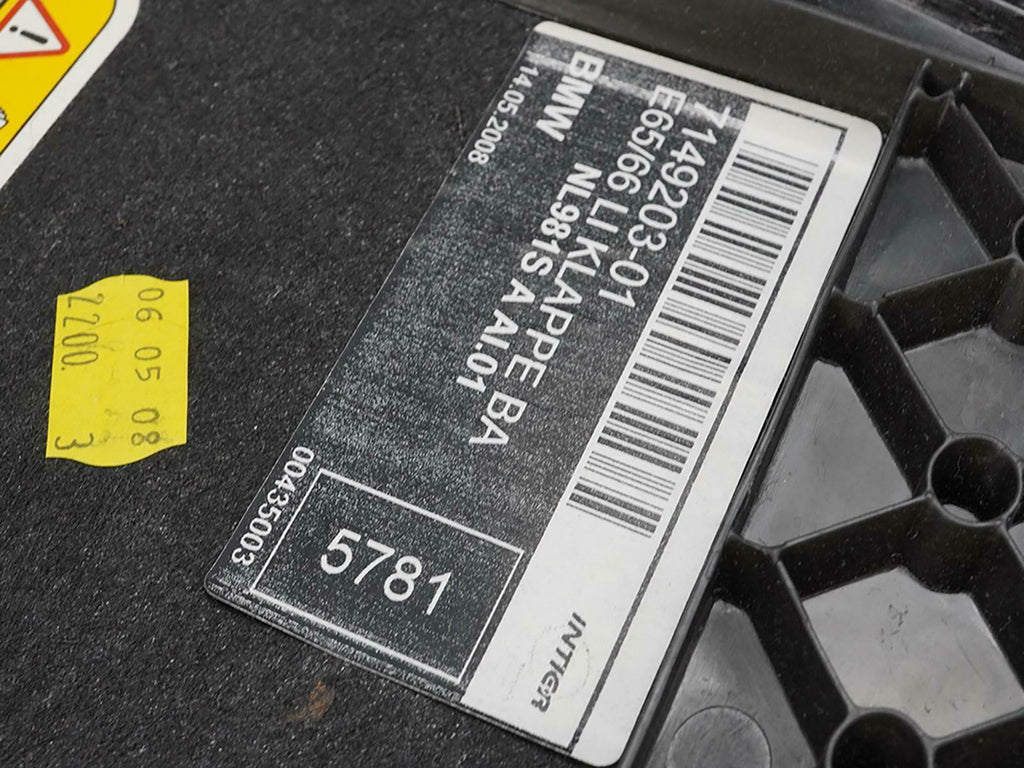 7149203-01
E65/66 LI KLAPPE BA
NL981S A AI.01
BMW
14.05.2008
00435003
5781
INTIER
06 05 08
2200. 3